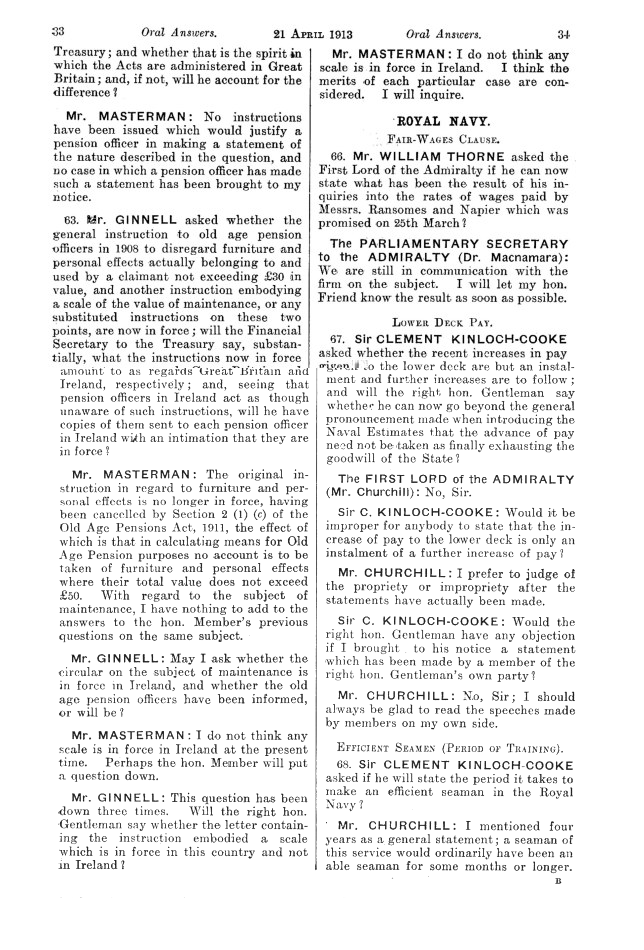 33 Oral Answers. 21 APRIL 1913 Oral Answers. 34
Treasury; and whether that is the spirit in
which the Acts are administered in Great
Britain; and, if not, will he account for the
difference?
Mr. MASTERMAN: No instructions
have been issued which would justify a
pension officer in making a statement of
the nature described in the question, and
no case in which a pension officer has made
such a statement has been brought to my
notice.
63. Mr. GINNELL asked whether the
general instruction to old age pension
officers in 1908 to disregard furniture and
personal effects actually belonging to and
used by a claimant not exceeding £30 in
value, and another instruction embodying
a scale of the value of maintenance, or any
substituted instructions on these two
points, are now in force; will the Financial
Secretary to the Treasury say, substan-
tially, what the instructions now in force
amount to as regards Great Britain and
Ireland, respectively; and, seeing that
pension officers in Ireland act as though
unaware of such instructions, will he have
copies of them sent to each pension officer
in Ireland with an intimation that they are
in force?
Mr. MASTERMAN: The original in-
struction in regard to furniture and per-
sonal effects is no longer in force, having
been cancelled by Section 2 (1) (c) of the
Old Age Pensions Act, 1911, the effect of
which is that in calculating means for Old
Age Pension purposes no account is to be
taken of furniture and personal effects
where their total value does not exceed
£50. With regard to the subject of
maintenance, I have nothing to add to the
answers to the hon. Member's previous
questions on the same subject.
Mr. GINNELL: May I ask whether the
circular on the subject of maintenance is
in force in Ireland, and whether the old
age pension officers have been informed,
or will be?
Mr. MASTERMAN: I do not think any
scale is in force in Ireland at the present
time. Perhaps the hon. Member will put
a question down.
Mr. GINNELL: This question has been
down three times. Will the right hon.
Gentleman say whether the letter contain-
ing the instruction embodied a scale
which is in force in this country and not
in Ireland?
Mr. MASTERMAN: I do not think any
scale is in force in Ireland. I think the
merits of each particular case are con-
sidered. I will inquire.
ROYAL NAVY.
FAIR-WAGES CLAUSE.
66. Mr. WILLIAM THORNE asked the
First Lord of the Admiralty if he can now
state what has been the result of his in-
quiries into the rates of wages paid by
Messrs. Ransomes and Napier which was
promised on 25th March?
The PARLIAMENTARY SECRETARY
to the ADMIRALTY (Dr. Macnamara):
We are still in communication with the
firm on the subject. I will let my hon.
Friend know the result as soon as possible.
LOWER DECK PAY.
67. Sir CLEMENT KINLOCH-COOKE
asked whether the recent increases in pay
to the lower deck are but an instal-
ment and further increases are to follow;
and will the right hon. Gentleman say
whether he can now go beyond the general
pronouncement made when introducing the
Naval Estimates that the advance of pay
need not be taken as finally exhausting the
goodwill of the State?
The FIRST LORD of the ADMIRALTY
(Mr. Churchill): No, Sir.
Sir C. KINLOCH-COOKE: Would it be
improper for anybody to state that the in-
crease of pay to the lower deck is only an
instalment of a further increase of pay?
Mr. CHURCHILL: I prefer to judge of
the propriety or impropriety after the
statements have actually been made.
Sir C. KINLOCH-COOKE: Would the
right hon. Gentleman have any objection
if I brought to his notice a statement
which has been made by a member of the
right hon. Gentleman's own party?
Mr. CHURCHILL: No, Sir; I should
always be glad to read the speeches made
by members on my own side.
EFFICIENT SEAMEN (PERIOD OF TRAINING).
68. Sir CLEMENT KINLOCH-COOKE
asked if he will state the period it takes to
make an efficient seaman in the Royal
Navy?
Mr. CHURCHILL: I mentioned four
years as a general statement; a seaman of
this service would ordinarily have been an
able seaman for some months or longer.
B